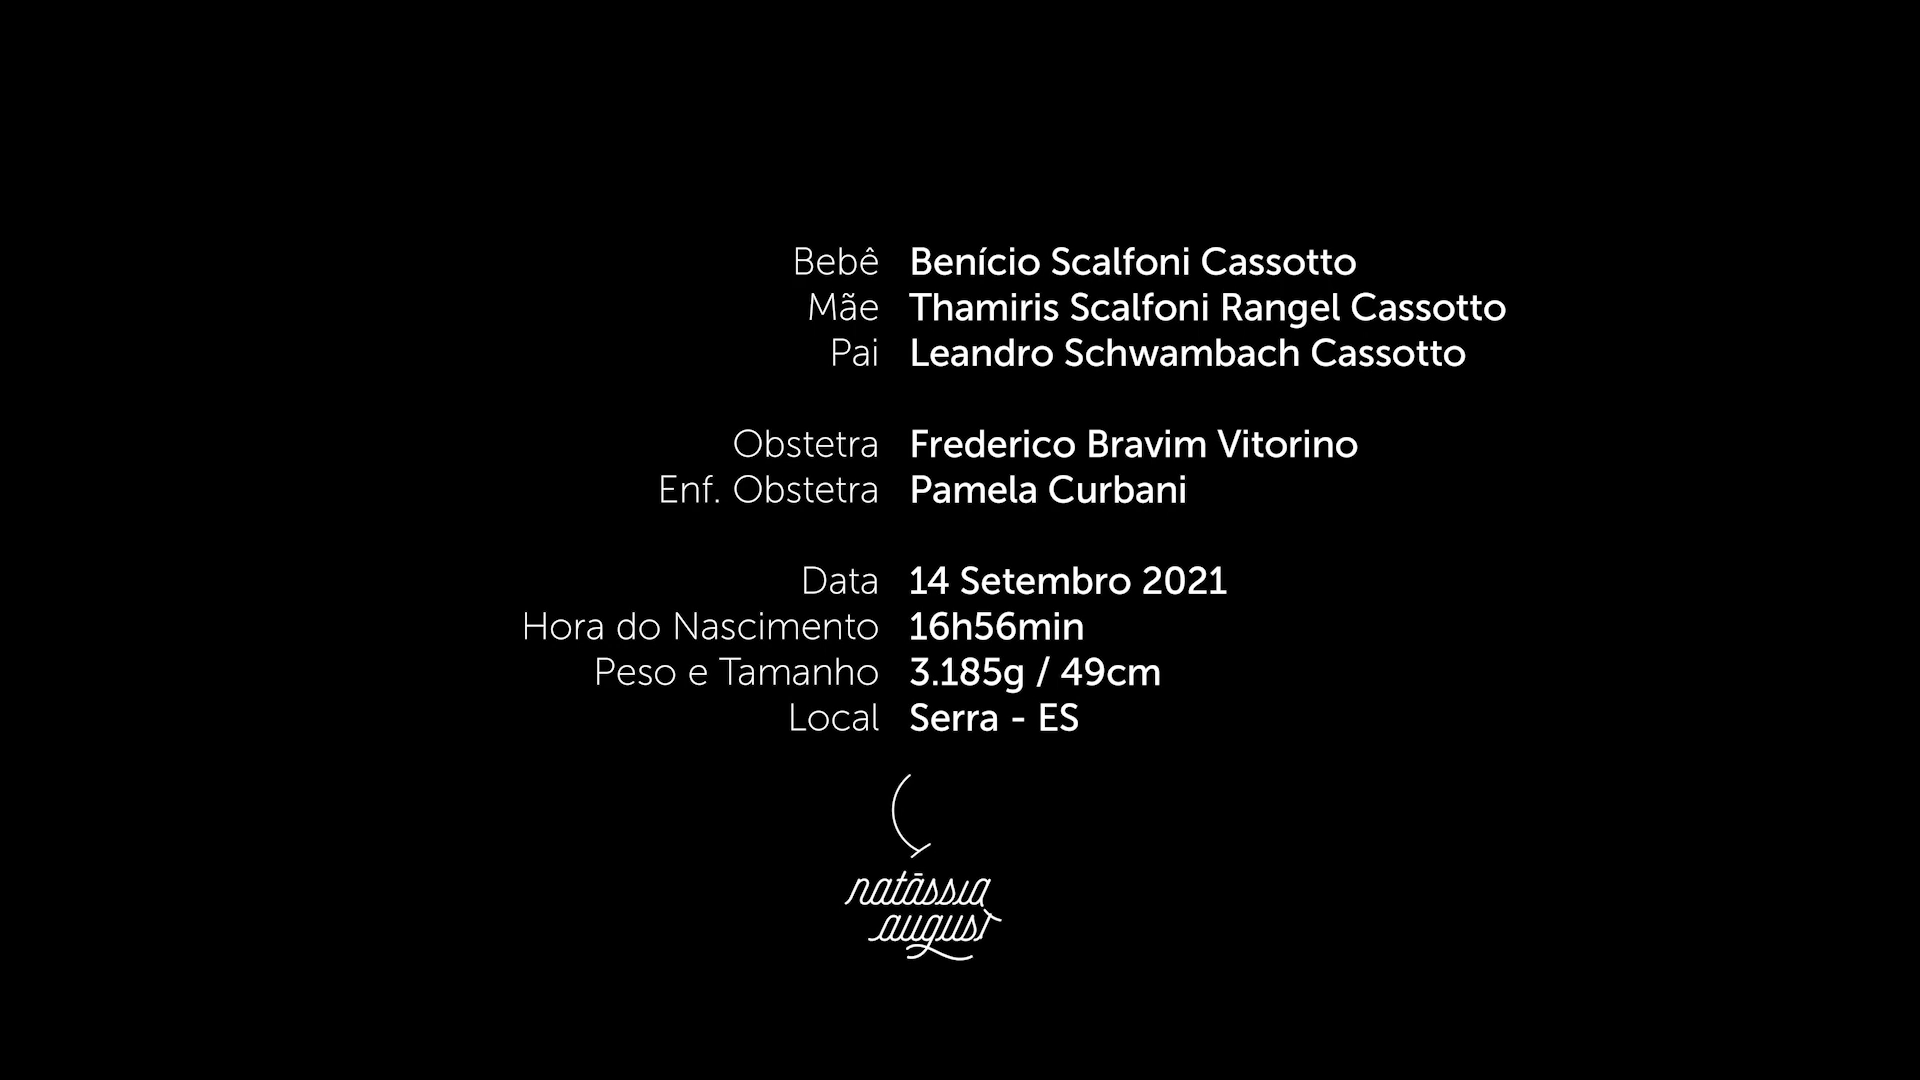 Bebê Benício Scalfoni Cassotto
Mãe Thamiris Scalfoni Rangel Cassotto
Pai Leandro Schwambach Cassotto
Obstetra Frederico Bravim Vitorino
Enf. Obstetra Pamela Curbani
Data 14 Setembro 2021
Hora do Nascimento 16h56min
Peso e Tamanho 3.185g / 49cm
Local Serra - ES
natássia
august